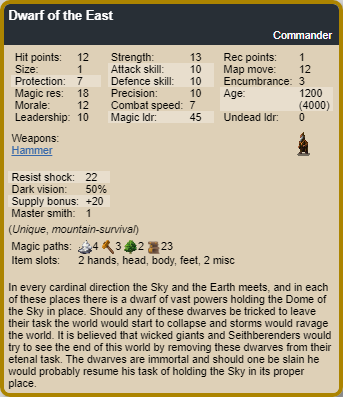 Dwarf of the East
Commander
Hit points: 12 Strength: 13 Rec points: 1
Size: 1 Attack skill: 10 Map move: 12
Protection: 7 Defence skill: 10 Encumbrance: 3
Magic res: 18 Precision: 10 Age: 1200
Morale: 12 Combat speed: 7 (4000)
Leadership: 10 Magic ldr: 45 Undead ldr: 0
Weapons:
Hammer
Resist shock: 22
Dark vision: 50%
Supply bonus: +20
Master smith: 1
(Unique, mountain-survival)
Magic paths: 4 3 2 23
Item slots: 2 hands, head, body, feet, 2 misc
In every cardinal direction the Sky and the Earth meets, and in each
of these places there is a dwarf of vast powers holding the Dome of
the Sky in place. Should any of these dwarves be tricked to leave
their task the world would start to collapse and storms would ravage
the world. It is believed that wicked giants and Seithberenders would
try to see the end of this world by removing these dwarves from their
etenal task. The dwarves are immortal and should one be slain he
would probably resume his task of holding the Sky in its proper
place.